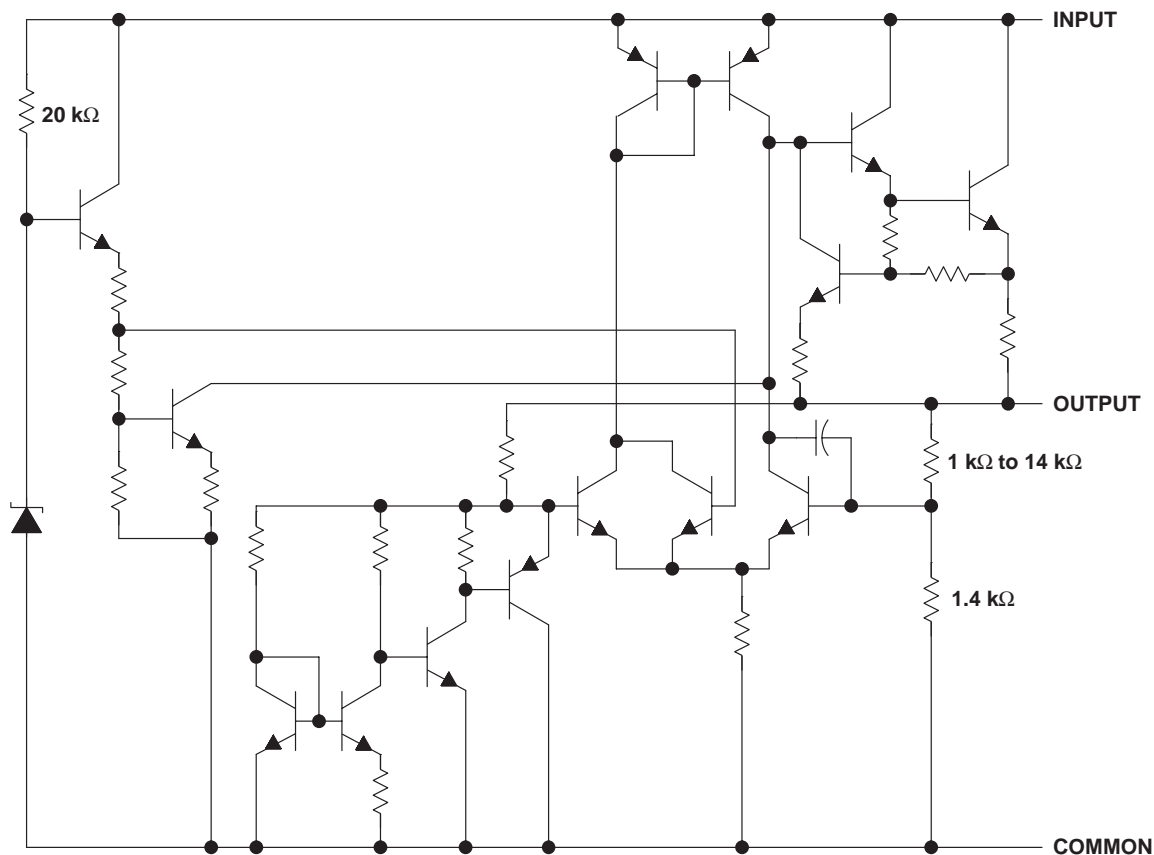 INPUT
20 kΩ
OUTPUT
1 kΩ to 14 kΩ
1.4 kΩ
COMMON